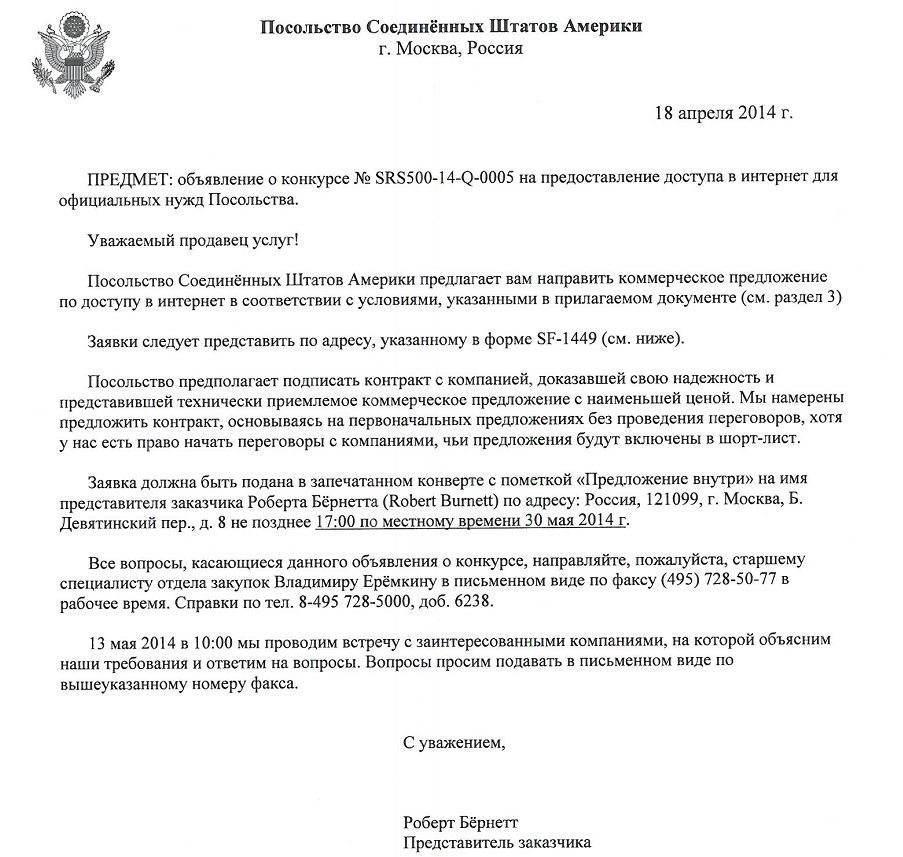 Посольство Соединённых Штатов Америки
г. Москва, Россия
18 апреля 2014 г.
ПРЕДМЕТ: объявление о конкурсе № SRS500-14-Q-0005 на предоставление доступа в интернет для
официальных нужд Посольства.
Уважаемый продавец услуг!
Посольство Соединённых Штатов Америки предлагает вам направить коммерческое предложение
по доступу в интернет в соответствии с условиями, указанными в прилагаемом документе (см. раздел 3)
Заявки следует представить по адресу, указанному в форме SF-1449 (см. ниже).
Посольство предполагает подписать контракт с компанией, доказавшей свою надежность и
представившей технически приемлемое коммерческое предложение с наименьшей ценой. Мы намерены
предложить контракт, основываясь на первоначальных предложениях без проведения переговоров, хотя
у нас есть право начать переговоры с компаниями, чьи предложения будут включены в шорт-лист.
Заявка должна быть подана в запечатанном конверте с пометкой «Предложение внутри» на имя
представителя заказчика Роберта Бёрнетта (Robert Burnett) по адресу: Россия, 121099, г. Москва, Б.
Девятинский пер., д. 8 не позднее 17:00 по местному времени 30 мая 2014 г.
Все вопросы, касающиеся данного объявления о конкурсе, направляйте, пожалуйста, старшему
специалисту отдела закупок Владимиру Ерёмкину в письменном виде по факсу (495) 728-50-77 в
рабочее время. Справки по тел. 8-495 728-5000, доб. 6238.
13 мая 2014 в 10:00 мы проводим встречу с заинтересованными компаниями, на которой объясним
наши требования и ответим на вопросы. Вопросы просим подавать в письменном виде по
вышеуказанному номеру факса.
С уважением,
Роберт Бёрнетт
Представитель заказчика